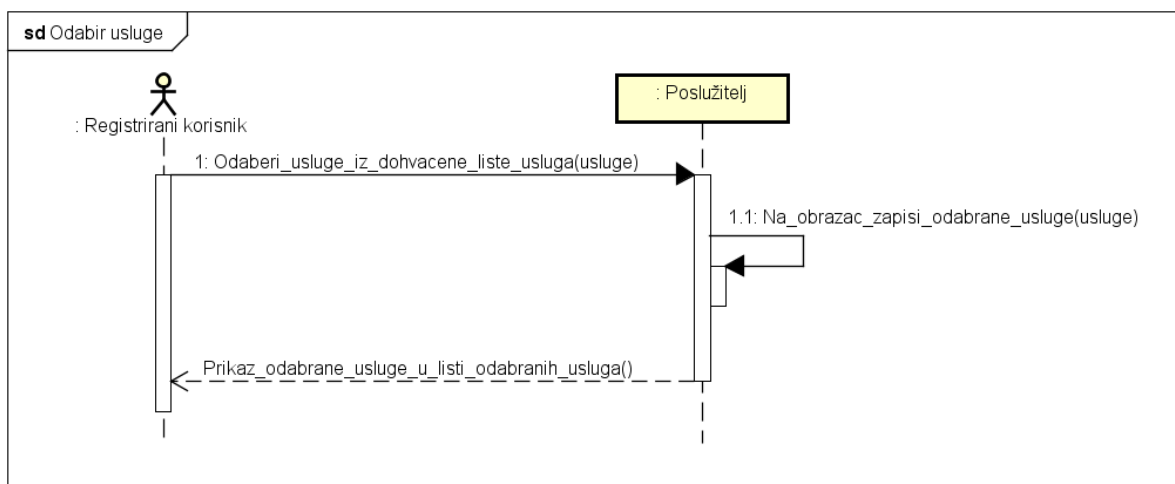 sd Odabir usluge
: Registrirani korisnik
: Poslužitelj
1: Odaberi_usluge_iz_dohvacene_liste_usluga(usluge)
1.1: Na_obrazac_zapisi_odabrane_usluge(usluge)
Prikaz_odabrane_usluge_u_listi_odabranih_usluga()